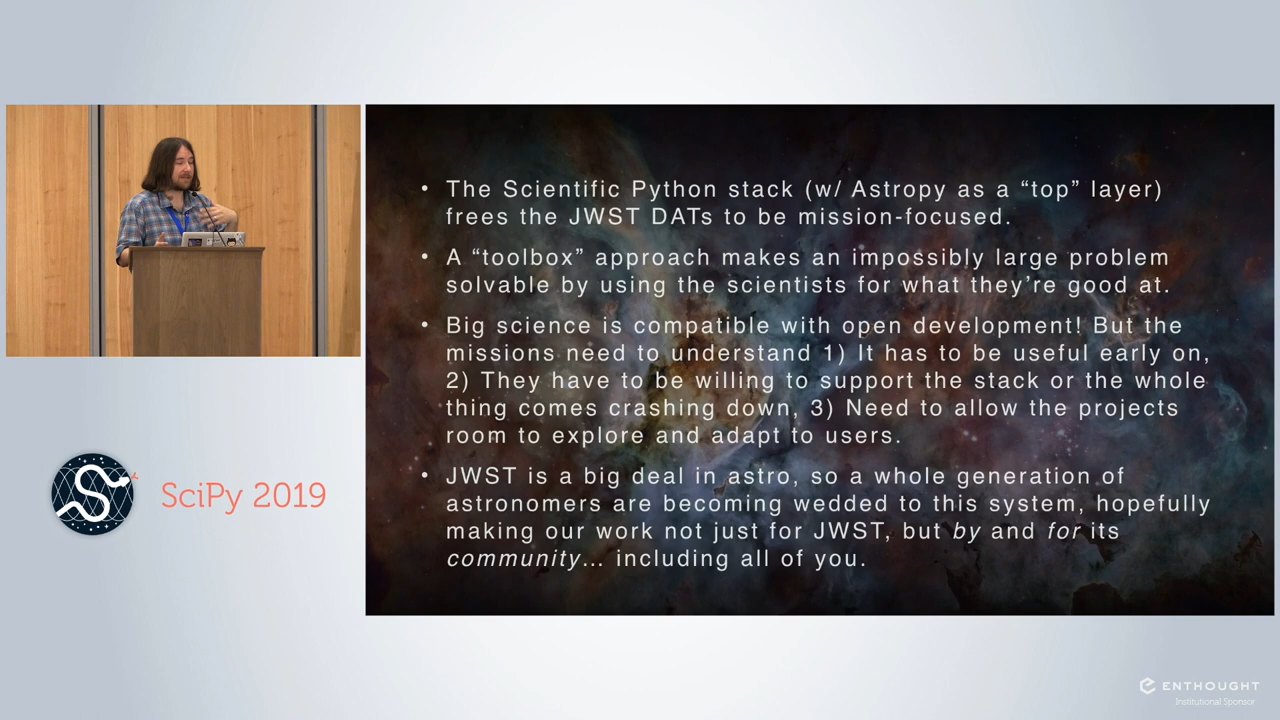 • The Scientific Python stack (w/ Astropy as a “top” layer)
frees the JWST DATs to be mission-focused.
• A “toolbox” approach makes an impossibly large problem
solvable by using the scientists for what they’re good at.
• Big science is compatible with open development! But the
missions need to understand 1) It has to be useful early on,
2) They have to be willing to support the stack or the whole
thing comes crashing down, 3) Need to allow the projects
room to explore and adapt to users.
• JWST is a big deal in astro, so a whole generation of
astronomers are becoming wedded to this system, hopefully
making our work not just for JWST, but by and for its
community… including all of you.
SciPy 2019
ENTHOUGHT
Institutional Sponsor